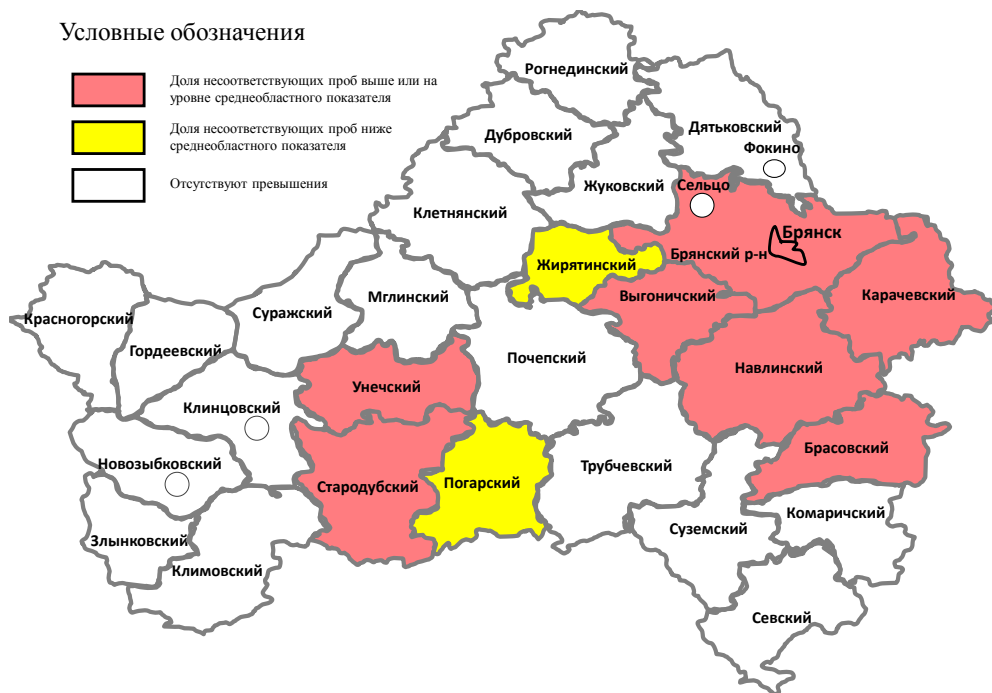 Условные обозначения
Доля несоответствующих проб выше или на
уровне среднеобластного показателя
Доля несоответствующих проб ниже
среднеобластного показателя
Отсутствуют превышения
Рогнединский
Дубровский
Дятьковский
Фокино
Жуковский
Сельцо
Клетнянский
Брянск
Брянский р-н
Жирятинский
Выгоничский
Карачевский
Мглинский
Суражский
Красногорский
Гордеевский
Почепский
Навлинский
Унечский
Клинцовский
Брасовский
Новозыбковский
Трубчевский
Стародубский
Погарский
Комаричский
Суземский
Злынковский
Климовский
Севский